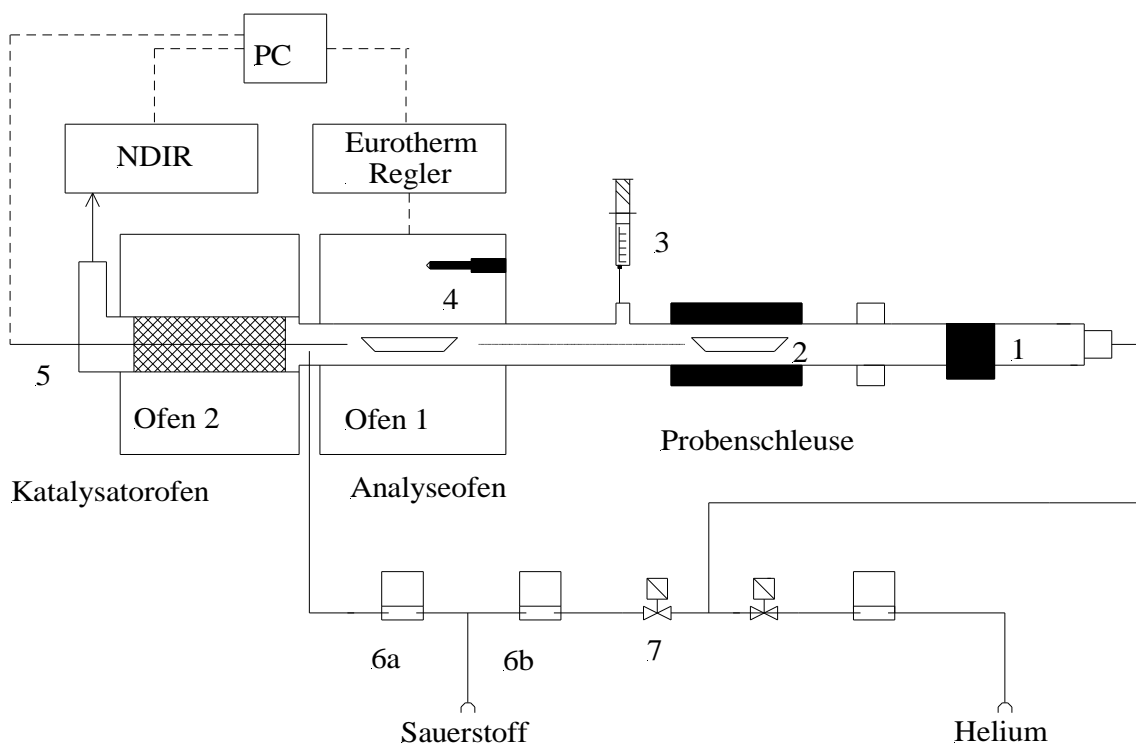 PC
NDIR
Eurotherm
Regler
3
4
2
1
5
Ofen 2
Ofen 1
Probenschleuse
Katalysatorofen
Analyseofen
6a
6b
7
Sauerstoff
Helium